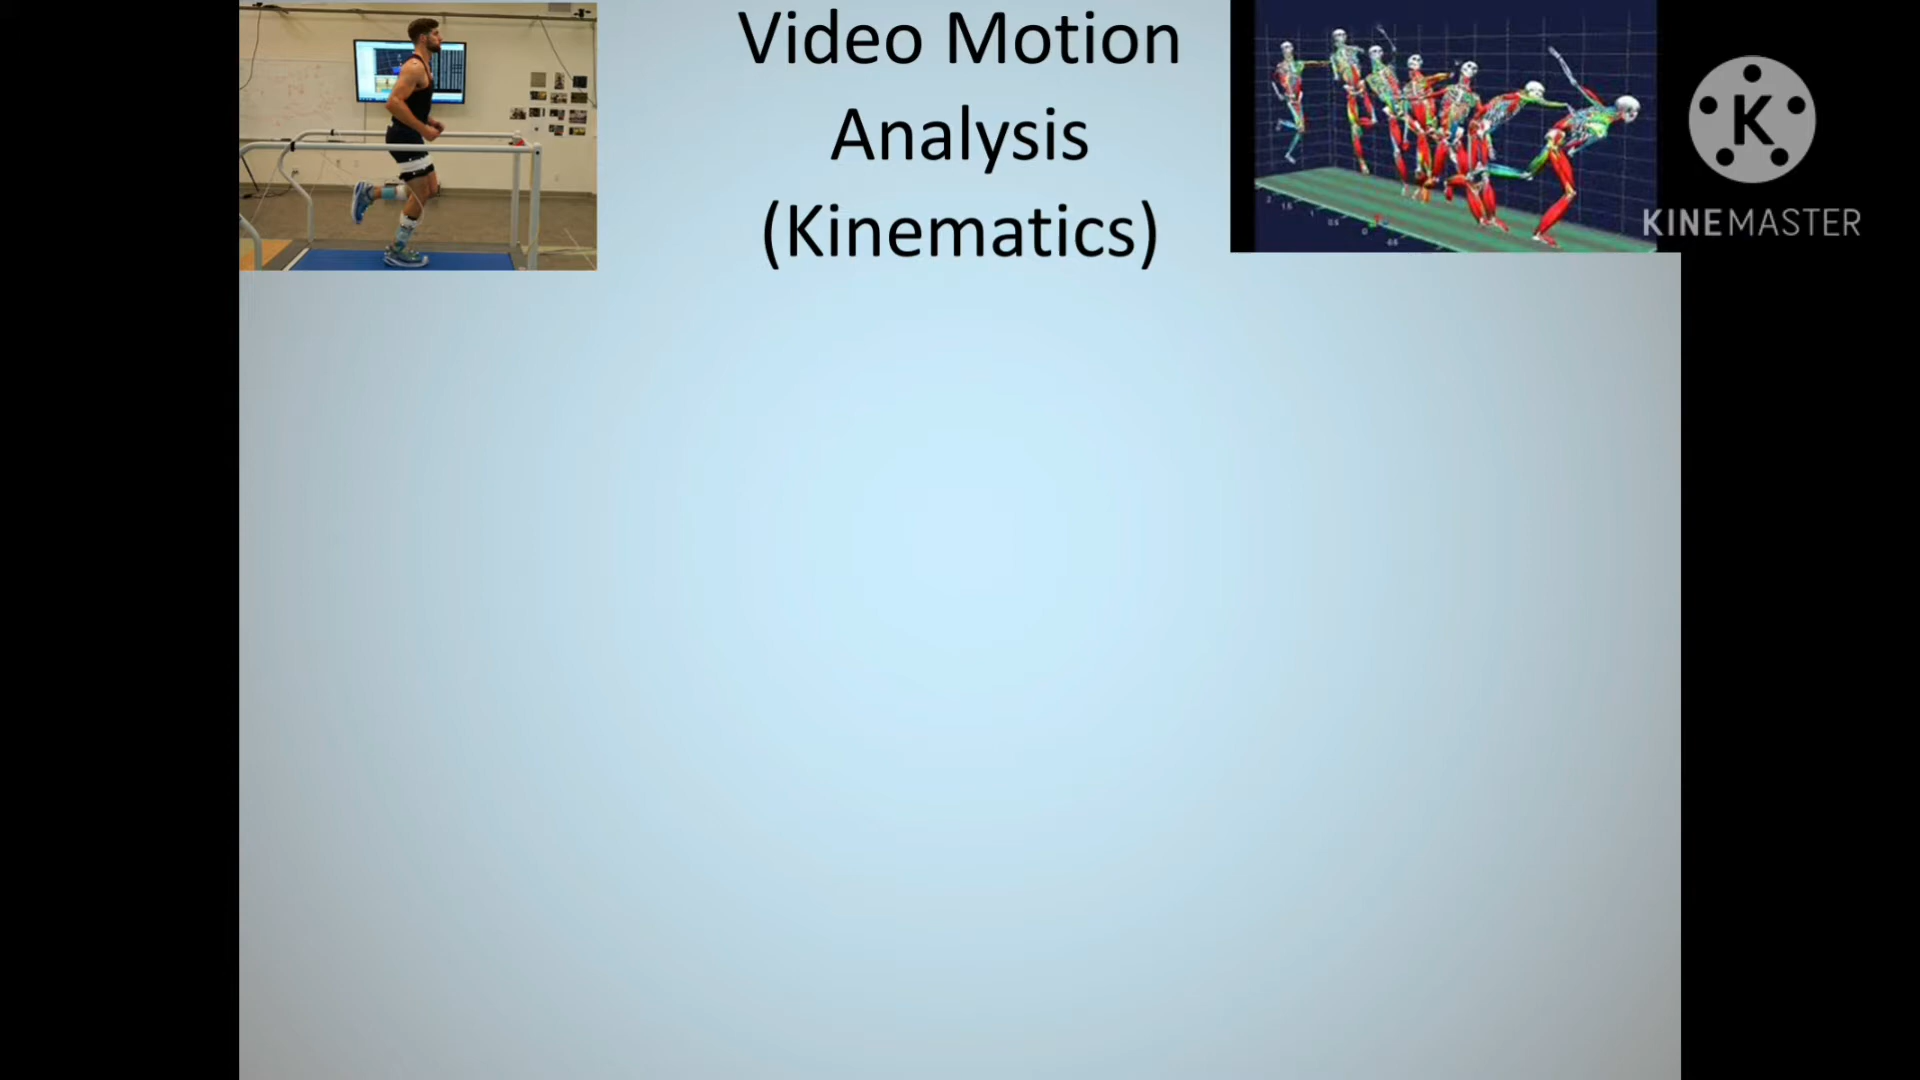 Video Motion
Analysis
(Kinematics)
K
KINEMASTER